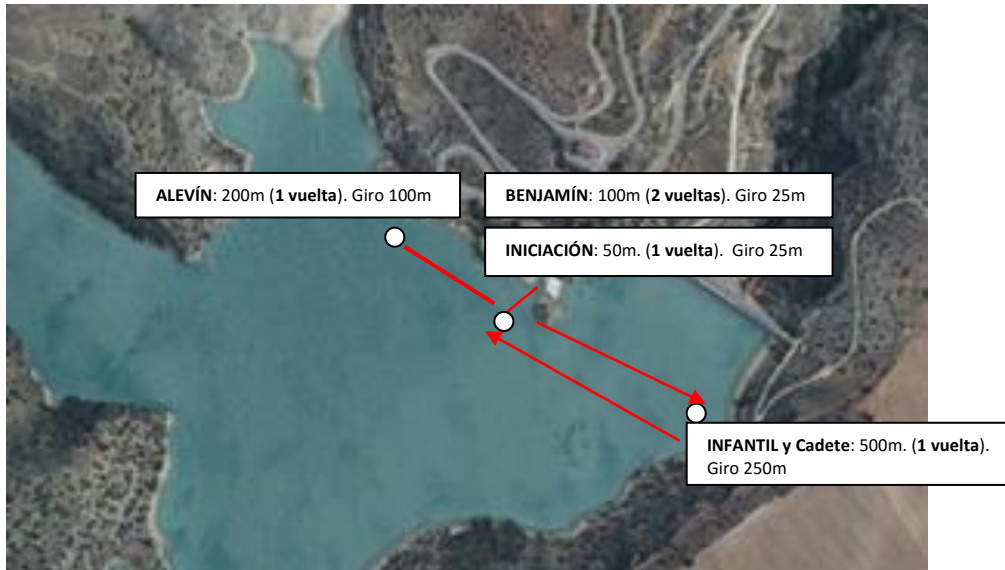 ALEVÍN: 200m (1 vuelta). Giro 100m
BENJAMÍN: 100m (2 vueltas). Giro 25m
INICIACIÓN: 50m. (1 vuelta).  Giro 25m
INFANTIL y Cadete: 500m. (1 vuelta).
Giro 250m